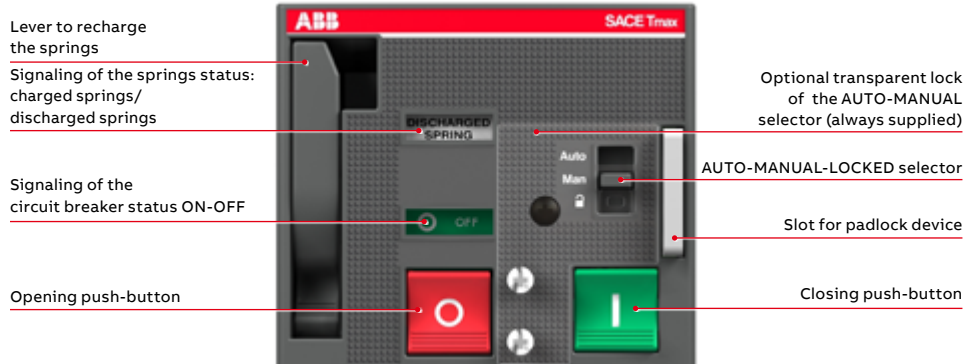 ABB
SACE Tmax
Lever to recharge
the springs
Signaling of the springs status:
charged springs/
discharged springs
Signaling of the
circuit breaker status ON-OFF
Opening push-button
DISCHARGED
SPRING
OFF
Auto
Man
Optional transparent lock
of the AUTO-MANUAL
selector (always supplied)
AUTO-MANUAL-LOCKED selector
Slot for padlock device
Closing push-button
O
I